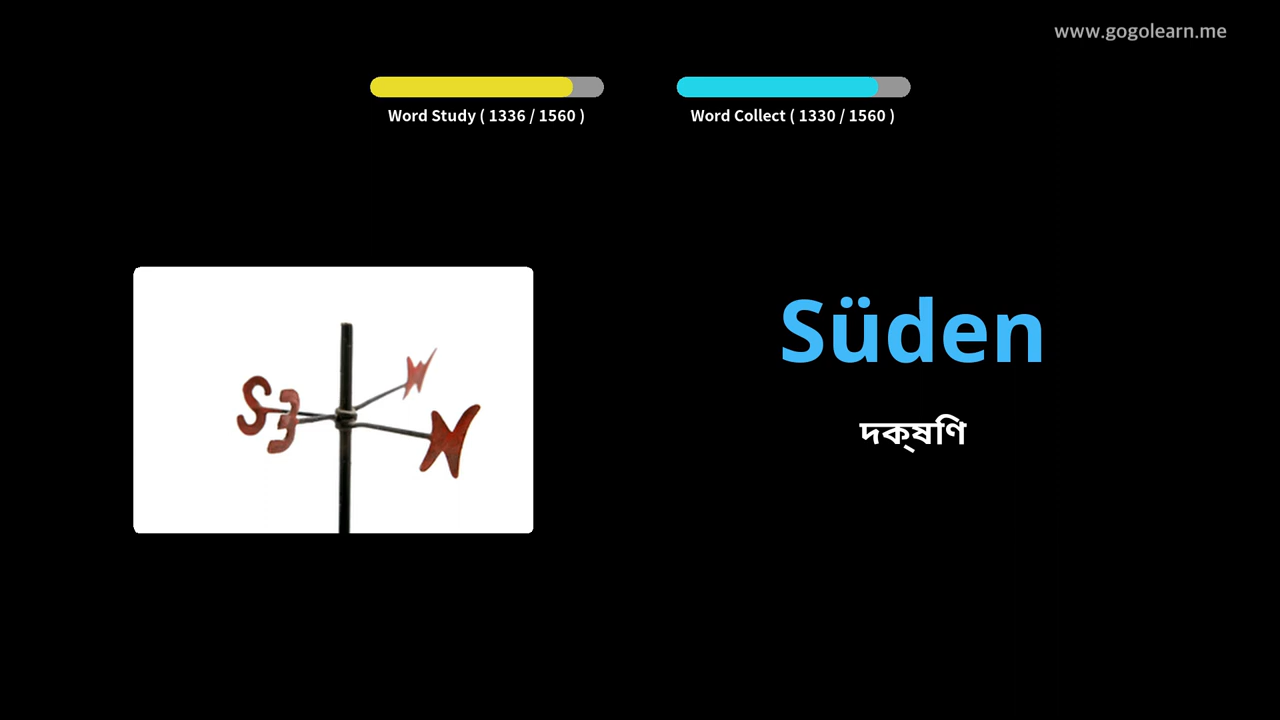 www.gogolearn.me
Word Study ( 1336 / 1560 )
Word Collect ( 1330 / 1560 )
S E W N
Süden
দক্ষিণ